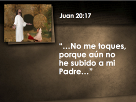 Juan 20:17
"...No me toques,
porque aún no
he subido a mi
Padre..."